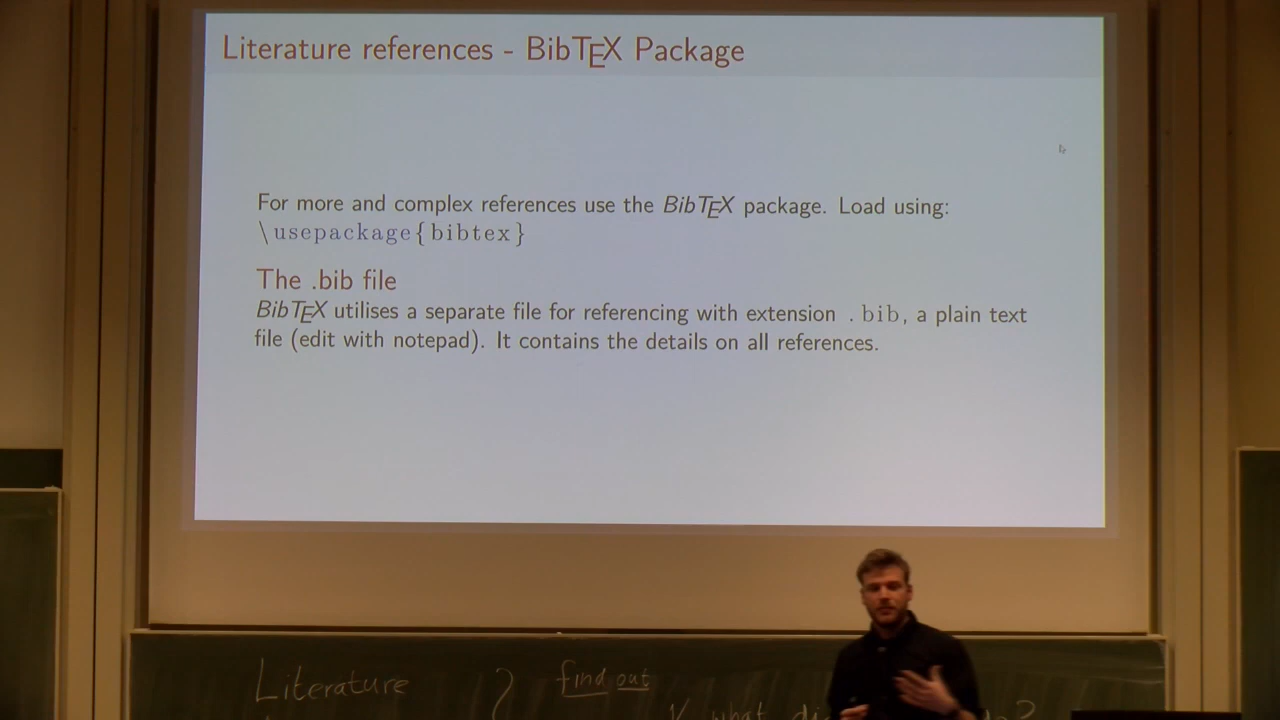 Literature references - BibTEX Package
For more and complex references use the BibTEX package. Load using:
\usepackage{bibtex}
The .bib file
BibTEX utilises a separate file for referencing with extension .bib, a plain text
file (edit with notepad). It contains the details on all references.
Literature ? find out
what